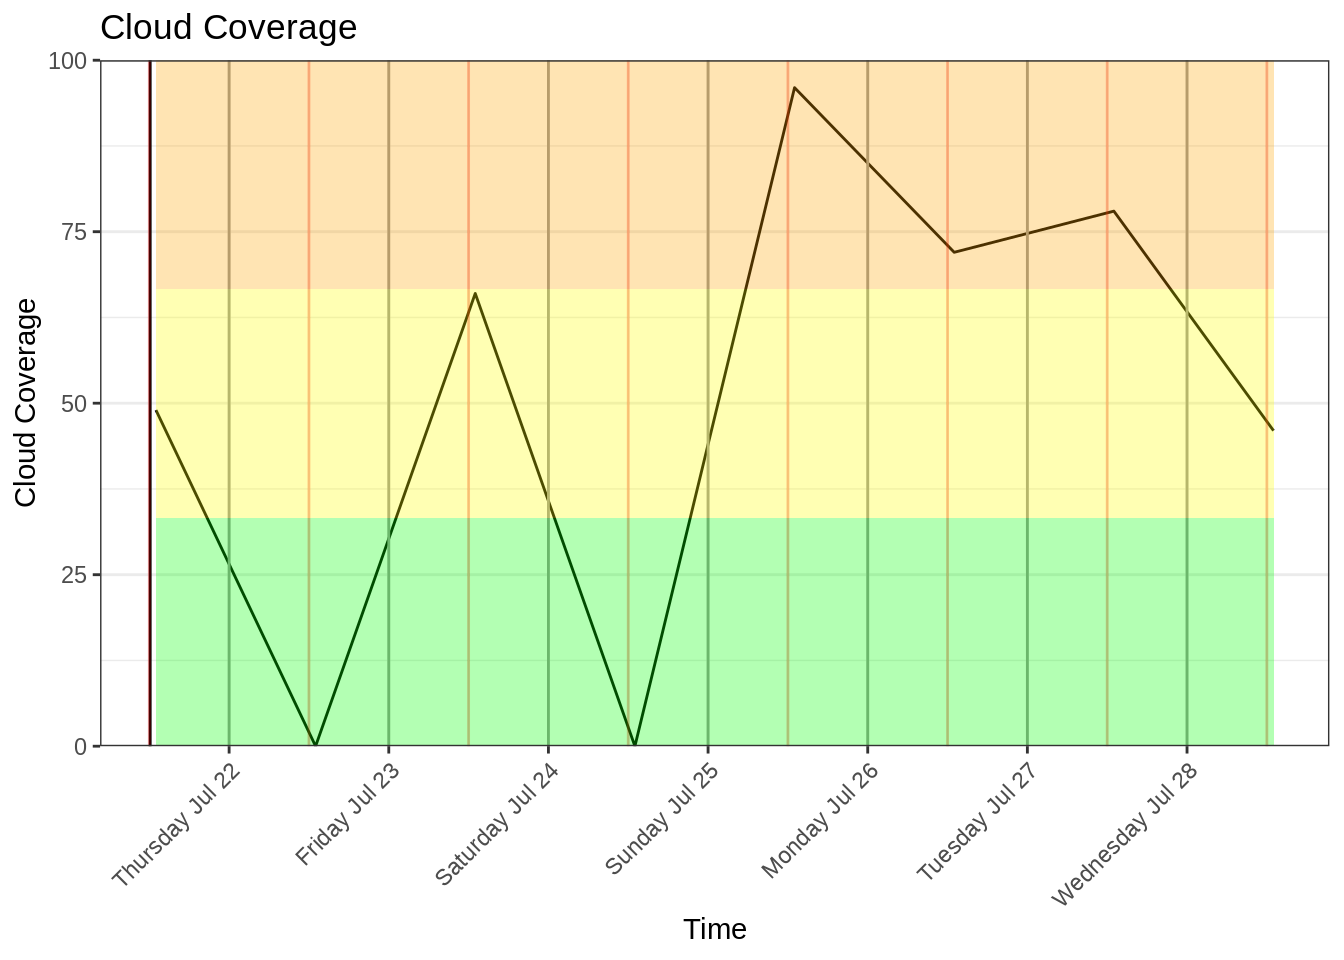 Cloud Coverage
Cloud Coverage
100
75
50
25
0
Thursday Jul 22
Friday Jul 23
Saturday Jul 24
Sunday Jul 25
Monday Jul 26
Tuesday Jul 27
Wednesday Jul 28
Time